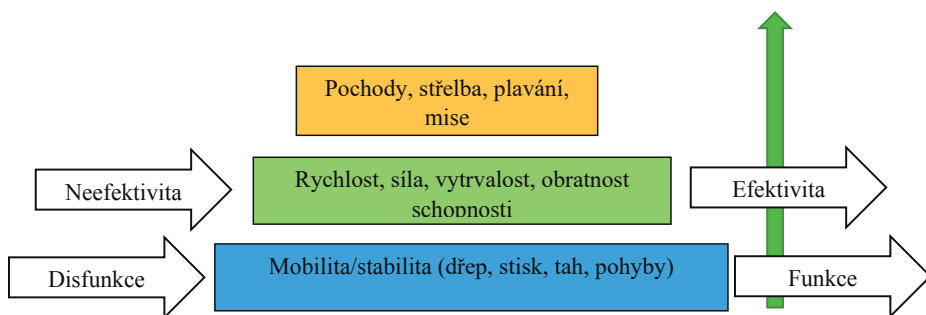 Pochody, střelba, plavání,
mise
Neefektivita
Rychlost, síla, vytrvalost, obratnost
schopnosti
Efektivita
Disfunkce
Mobilita/stabilita (dřep, stisk, tah, pohyby)
Funkce